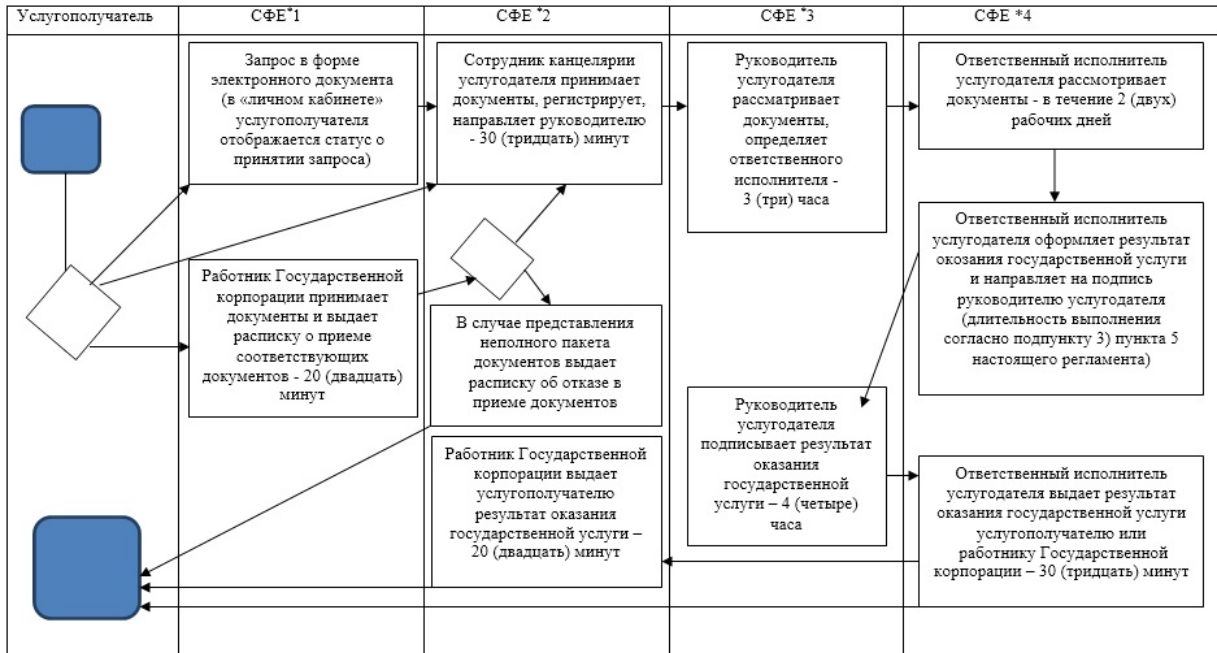 Услугополучатель
СФЕ*1
СФЕ *2
СФЕ *3
СФЕ *4
Запрос в форме
электронного документа
(в «личном кабинете»
услугополучателя
отображается статус о
принятии запроса)
Сотрудник канцелярии
услугодателя принимает
документы, регистрирует,
направляет руководителю
- 30 (тридцать) минут
Руководитель
услугодателя
рассматривает
документы,
определяет
ответственного
исполнителя -
3 (три) часа
Ответственный исполнитель
услугодателя рассматривает
документы - в течение 2 (двух)
рабочих дней
Работник Государственной
корпорации принимает
документы и выдает
расписку о приеме
соответствующих
документов - 20 (двадцать)
минут
В случае представления
неполного пакета
документов выдает
расписку об отказе в
приеме документов
Ответственный исполнитель
услугодателя оформляет результат
окозания государственной услуги
и направляет на подпись
руководителю услугодателя
(длительность выполнения
согласно подпункту 3) пункта 5
настоящего регламента)
Руководитель
услугодателя
подписывает результат
оказания
государственной
услуги – 4 (четыре)
часа
Работник Государственной
корпорации выдает
услугополучателю
результат оказания
государственной услуги –
20 (двадцать) минут
Ответственный исполнитель
услугодателя выдает результат
оказания государственной услуги
услугополучателю или
работнику Государственной
корпорации – 30 (тридцать) минут